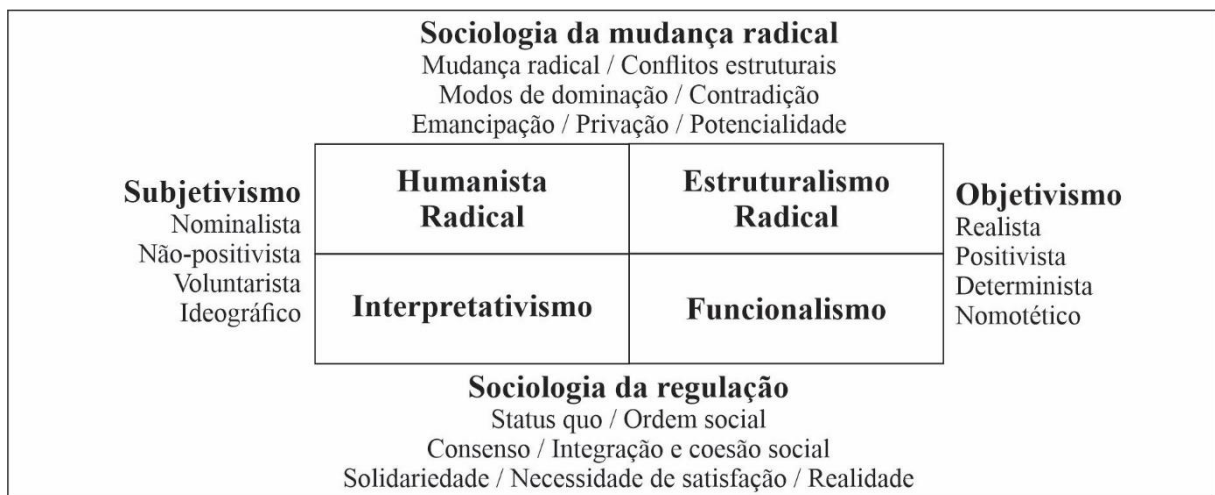 Sociologia da mudança radical
Mudança radical / Conflitos estruturais
Modos de dominação / Contradição
Emancipação / Privação / Potencialidade
Subjetivismo
Nominalista
Não-positivista
Voluntarista
Ideográfico
Humanista
Radical
Estruturalismo
Radical
Interpretativismo
Funcionalismo
Objetivismo
Realista
Positivista
Determinista
Nomotético
Sociologia da regulação
Status quo / Ordem social
Consenso / Integração e coesão social
Solidariedade / Necessidade de satisfação / Realidade